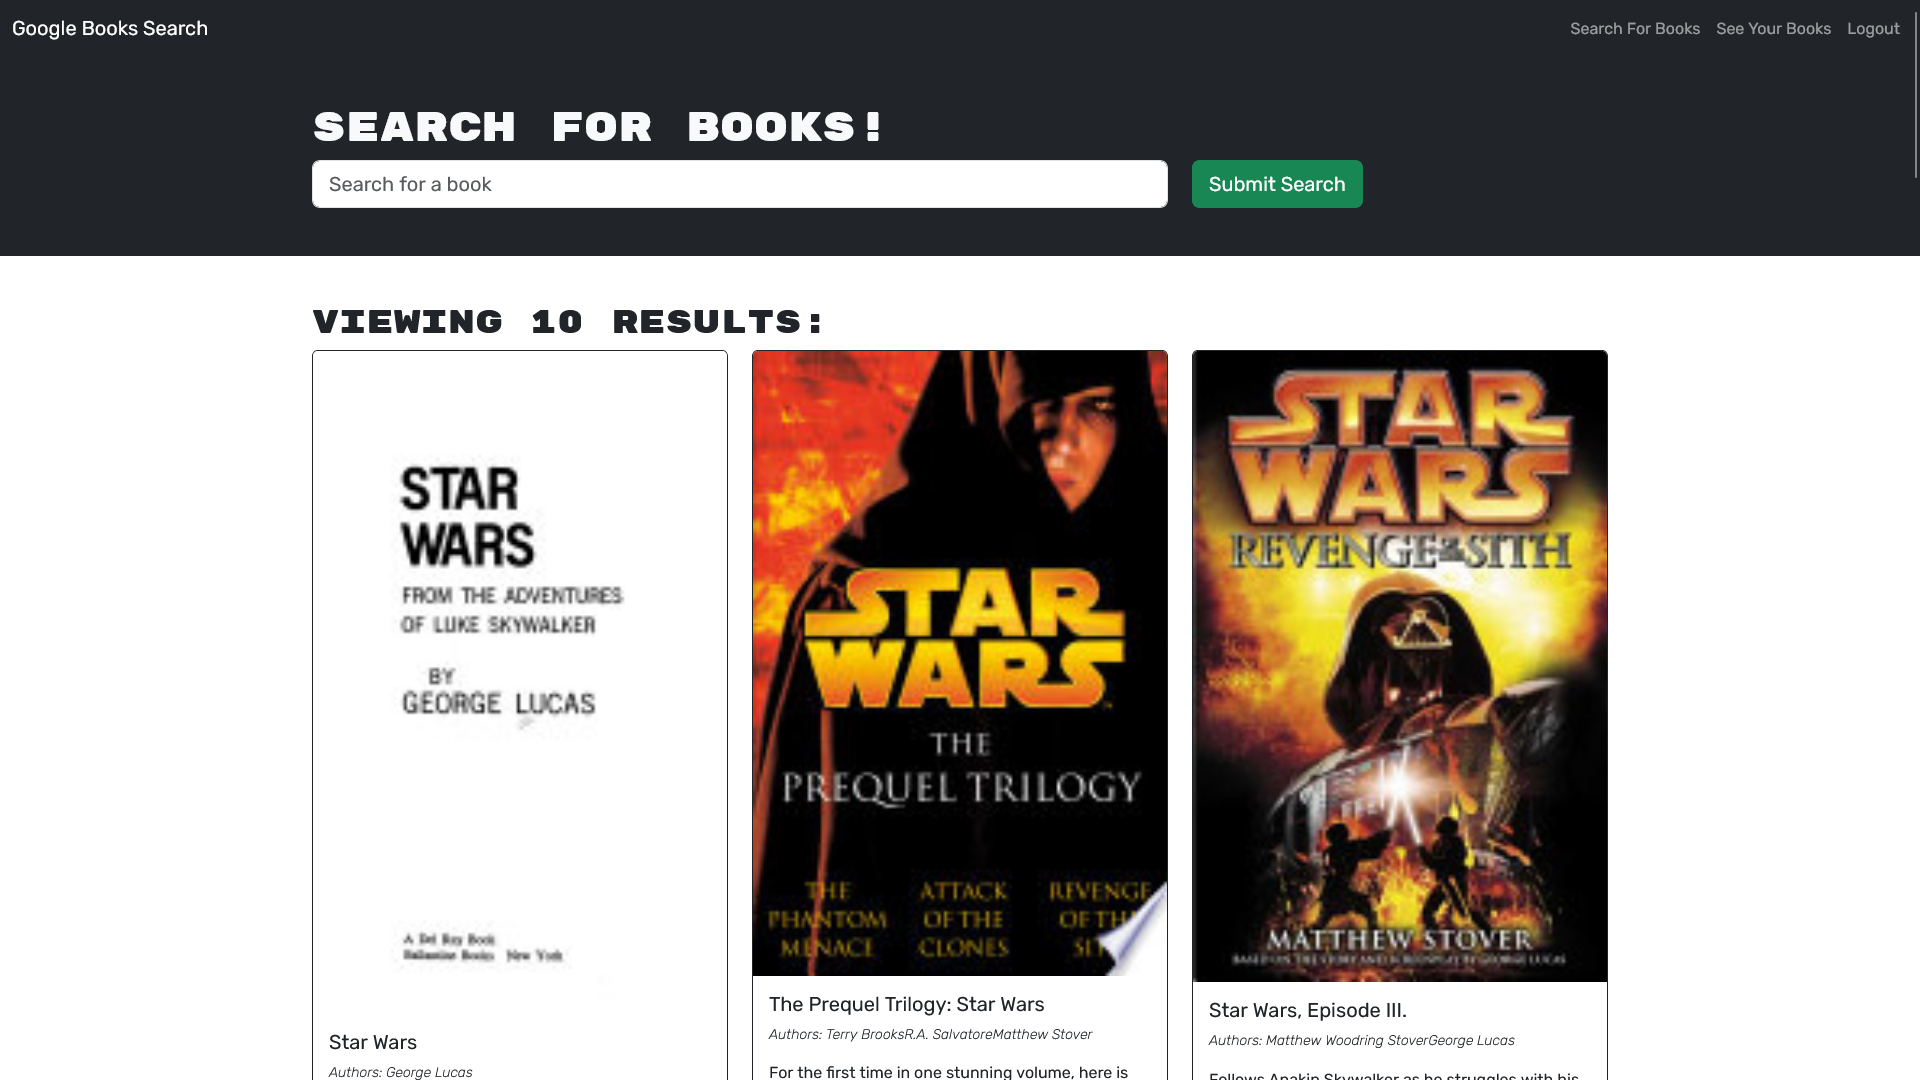 Google Books Search
Search For Books
See Your Books
Logout
SEARCH FOR BOOKS!
Search for a book
Submit Search
VIEWING 10 RESULTS:
STAR
WARS
FROM THE ADVENTURES
OF LUKE SKYWALKER
BY
GEORGE LUCAS
A Del Rey Book
Ballantine Books New York
Star Wars
Authors: George Lucas
STAR
WARS
THE
PREQUEL TRILOGY
THE
PHANTOM
MENACE
ATTACK
OF THE
CLONES
REVENGE
OF TH
SIT
The Prequel Trilogy: Star Wars
Authors: Terry BrooksR.A. SalvatoreMatthew Stover
For the first time in one stunning volume, here is
STAR
WARS
REVENGE OF THE SITH
MATTHEW STOVER
BASED ON THE STORY AND SCREENPLAY BY GEORGE LUCAS
Star Wars, Episode III.
Authors: Matthew Woodring StoverGeorge Lucas
Follows Anakin Skywalker as he struggles with his